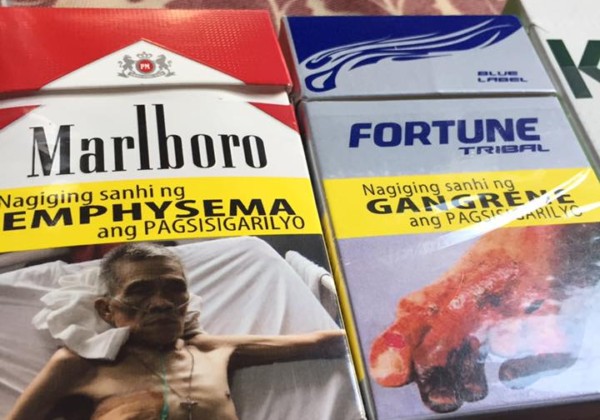 PM
Marlboro
Nagiging sanhi ng
EMPHYSEMA
ang PAGSISIGARILYO
BLUE
LABEL
FORTUNE
TRIBAL
Nagiging sanhi ng
GANGRENE
ang PAGSISIGARILYO
K